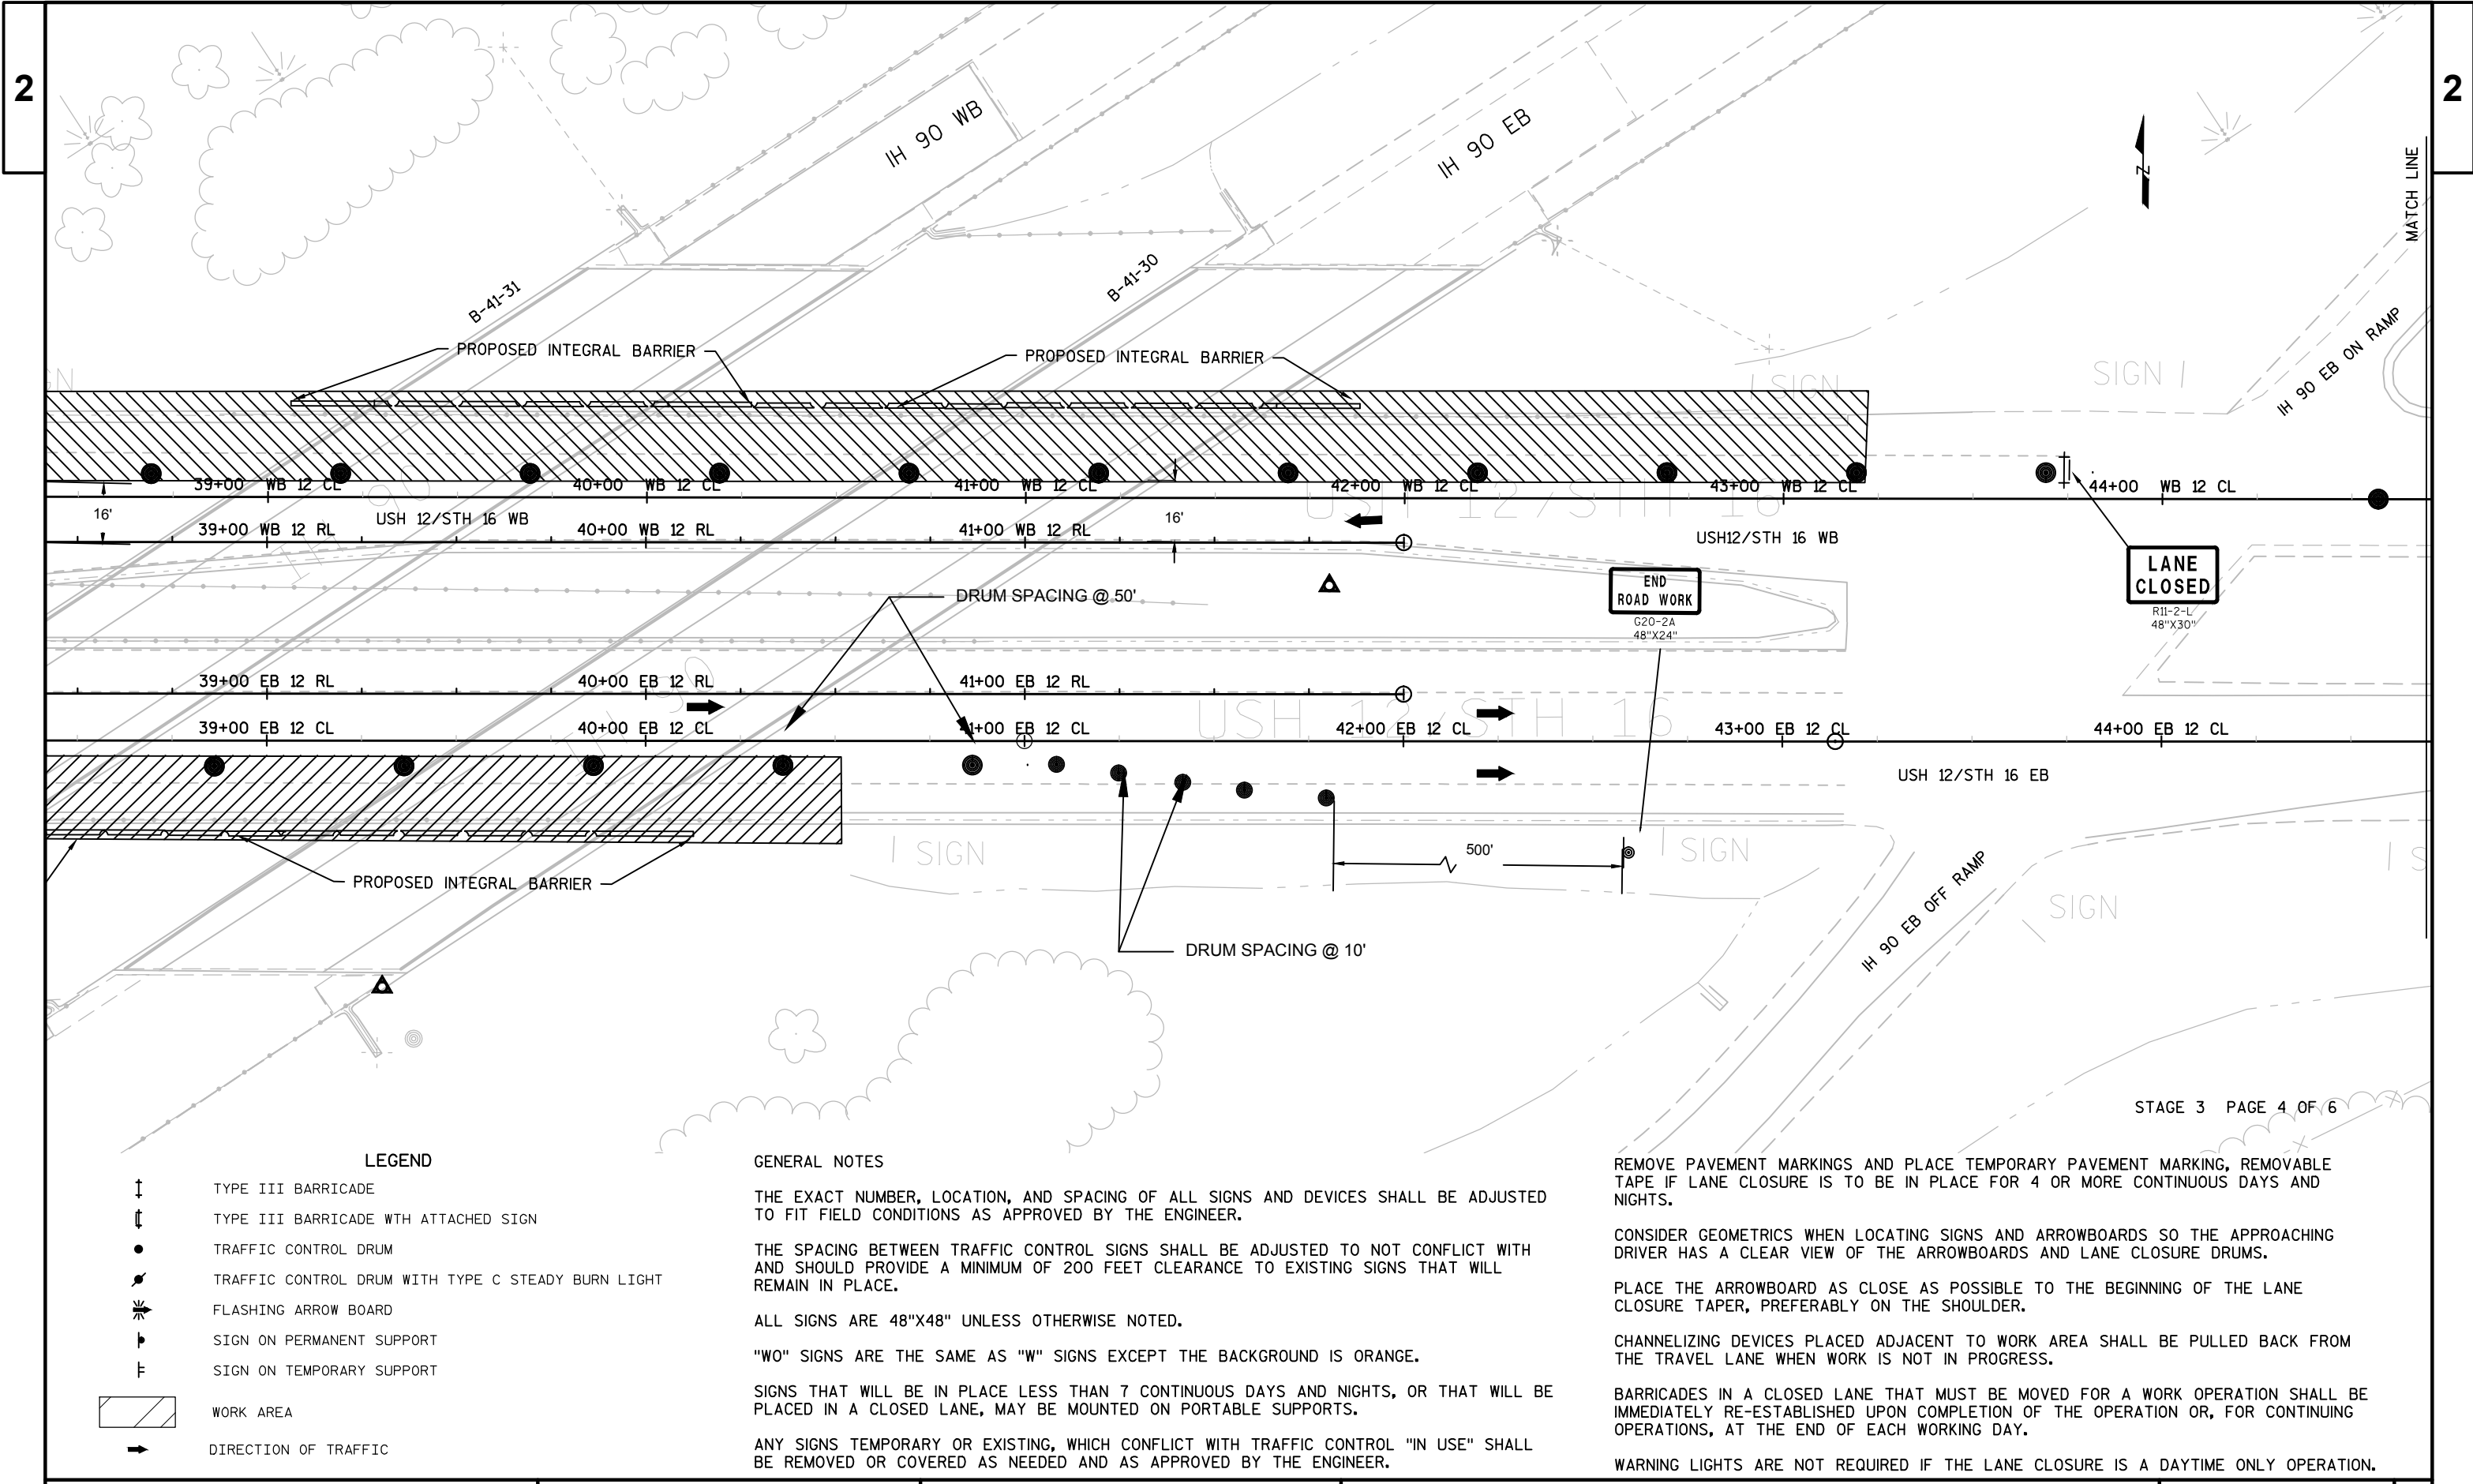 2
2
IH 90 WB
IH 90 EB
MATCH LINE
B-41-31
B-41-30
IH 90 EB ON RAMP
PROPOSED INTEGRAL BARRIER
PROPOSED INTEGRAL BARRIER
SIGN
SIGN
39+00 WB 12 CL
40+00 WB 12 CL
41+00 WB 12 CL
42+00 WB 12 CL
43+00 WB 12 CL
44+00 WB 12 CL
16'
USH 12/STH 16 WB
16'
USH 12/STH 16
39+00 WB 12 RL
40+00 WB 12 RL
41+00 WB 12 RL
USH12/STH 16 WB
LANE
CLOSED
R11-2-L
48"X30"
END
ROAD WORK
G20-2A
48"X24"
DRUM SPACING @ 50'
IH 90
IH 90
39+00 EB 12 RL
40+00 EB 12 RL
41+00 EB 12 RL
USH 12/STH 16
39+00 EB 12 CL
40+00 EB 12 CL
41+00 EB 12 CL
42+00 EB 12 CL
43+00 EB 12 CL
44+00 EB 12 CL
USH 12/STH 16 EB
SIGN
500'
SIGN
PROPOSED INTEGRAL BARRIER
SIGN
IH 90 EB OFF RAMP
DRUM SPACING @ 10'
STAGE 3 PAGE 4 OF 6
LEGEND
TYPE III BARRICADE
TYPE III BARRICADE WTH ATTACHED SIGN
TRAFFIC CONTROL DRUM
TRAFFIC CONTROL DRUM WITH TYPE C STEADY BURN LIGHT
FLASHING ARROW BOARD
SIGN ON PERMANENT SUPPORT
SIGN ON TEMPORARY SUPPORT
WORK AREA
DIRECTION OF TRAFFIC
GENERAL NOTES
THE EXACT NUMBER, LOCATION, AND SPACING OF ALL SIGNS AND DEVICES SHALL BE ADJUSTED
TO FIT FIELD CONDITIONS AS APPROVED BY THE ENGINEER.
THE SPACING BETWEEN TRAFFIC CONTROL SIGNS SHALL BE ADJUSTED TO NOT CONFLICT WITH
AND SHOULD PROVIDE A MINIMUM OF 200 FEET CLEARANCE TO EXISTING SIGNS THAT WILL
REMAIN IN PLACE.
ALL SIGNS ARE 48"X48" UNLESS OTHERWISE NOTED.
"WO" SIGNS ARE THE SAME AS "W" SIGNS EXCEPT THE BACKGROUND IS ORANGE.
SIGNS THAT WILL BE IN PLACE LESS THAN 7 CONTINUOUS DAYS AND NIGHTS, OR THAT WILL BE
PLACED IN A CLOSED LANE, MAY BE MOUNTED ON PORTABLE SUPPORTS.
ANY SIGNS TEMPORARY OR EXISTING, WHICH CONFLICT WITH TRAFFIC CONTROL "IN USE" SHALL
BE REMOVED OR COVERED AS NEEDED AND AS APPROVED BY THE ENGINEER.
REMOVE PAVEMENT MARKINGS AND PLACE TEMPORARY PAVEMENT MARKING, REMOVABLE
TAPE IF LANE CLOSURE IS TO BE IN PLACE FOR 4 OR MORE CONTINUOUS DAYS AND
NIGHTS.
CONSIDER GEOMETRICS WHEN LOCATING SIGNS AND ARROWBOARDS SO THE APPROACHING
DRIVER HAS A CLEAR VIEW OF THE ARROWBOARDS AND LANE CLOSURE DRUMS.
PLACE THE ARROWBOARD AS CLOSE AS POSSIBLE TO THE BEGINNING OF THE LANE
CLOSURE TAPER, PREFERABLY ON THE SHOULDER.
CHANNELIZING DEVICES PLACED ADJACENT TO WORK AREA SHALL BE PULLED BACK FROM
THE TRAVEL LANE WHEN WORK IS NOT IN PROGRESS.
BARRICADES IN A CLOSED LANE THAT MUST BE MOVED FOR A WORK OPERATION SHALL BE
IMMEDIATELY RE-ESTABLISHED UPON COMPLETION OF THE OPERATION OR, FOR CONTINUING
OPERATIONS, AT THE END OF EACH WORKING DAY.
WARNING LIGHTS ARE NOT REQUIRED IF THE LANE CLOSURE IS A DAYTIME ONLY OPERATION.